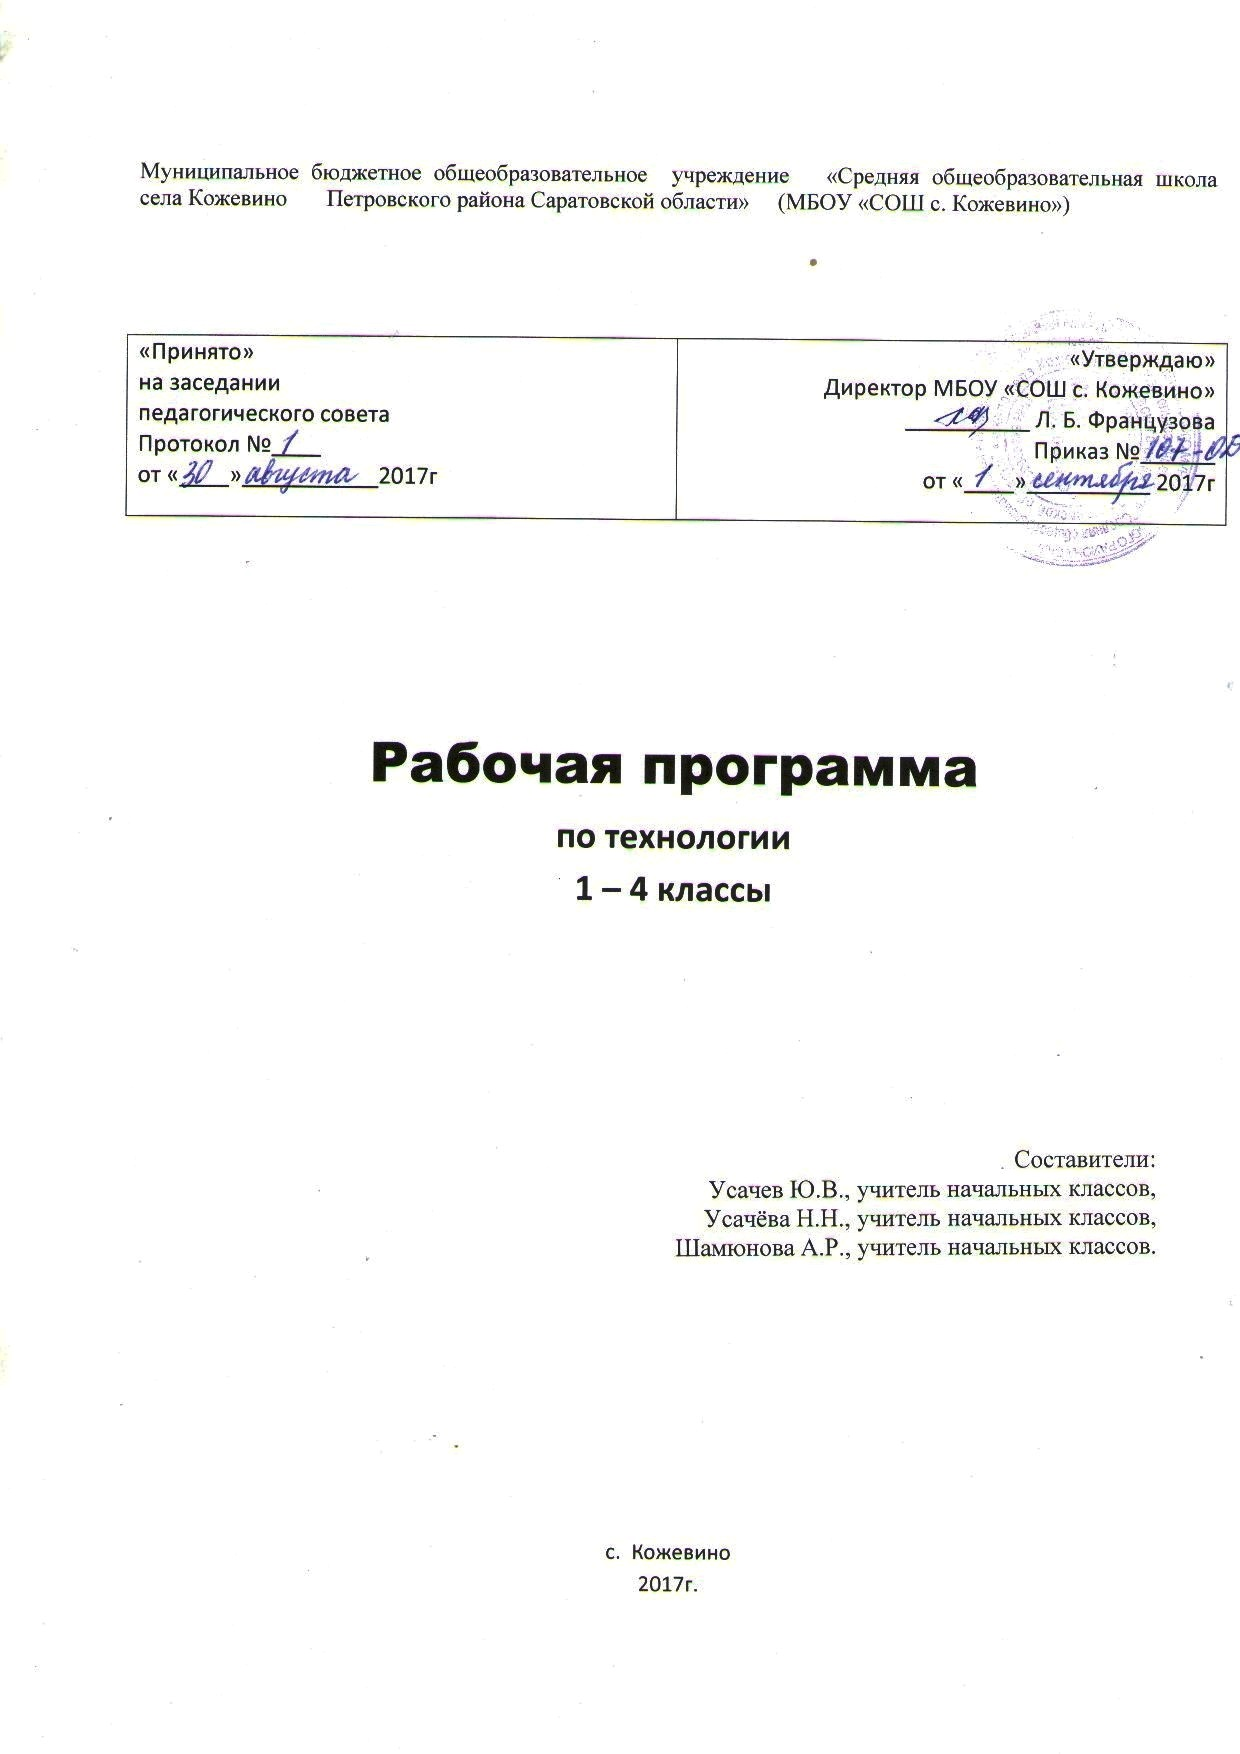 Муниципальное бюджетное общеобразовательное учреждение «Средняя общеобразовательная школа
села Кожевино Петровского района Саратовской области» (МБОУ «СОШ с. Кожевино»)
«Принято»
на заседании
педагогического совета
Протокол № 1
от «30» августа 2017г
«Утверждаю»
Директор МБОУ «СОШ с. Кожевино»
Л. Б. Французова
Приказ № 107-ОД
от «1» сентября 2017г
Рабочая программа
по технологии
1 – 4 классы
Составители:
Усачев Ю.В., учитель начальных классов,
Усачёва Н.Н., учитель начальных классов,
Шамюнова А.Р., учитель начальных классов.
с. Кожевино
2017г.